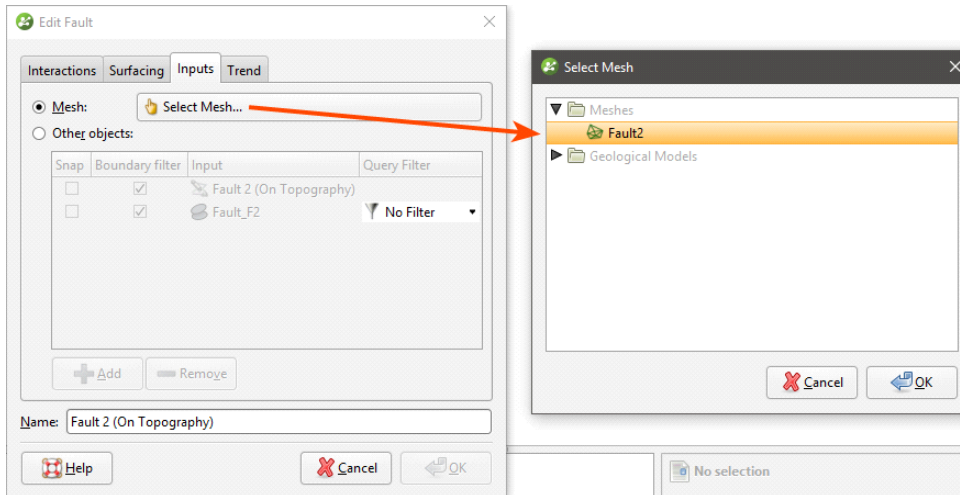 Edit Fault
Interactions Surfacing Inputs Trend
Mesh: Select Mesh...
Other objects:
Snap Boundary filter Input Query Filter
Fault 2 (On Topography)
Fault_F2 No Filter
Add Remove
Name: Fault 2 (On Topography)
Help Cancel OK
Select Mesh
Meshes
Fault2
Geological Models
Cancel OK
No selection